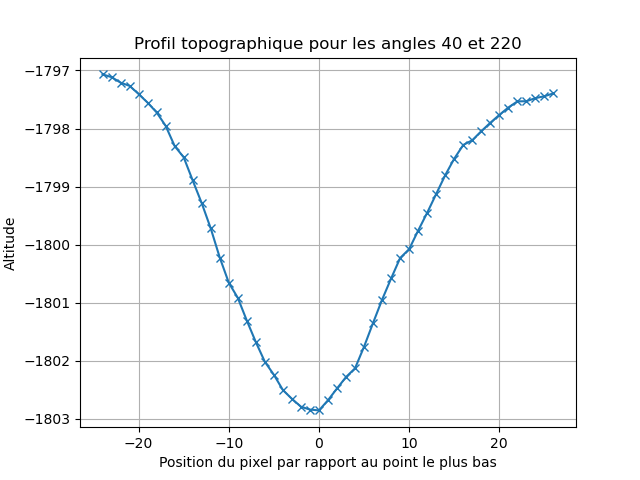 Profil topographique pour les angles 40 et 220
−1797
−1798
−1799
−1800
−1801
−1802
−1803
Altitude
−20 −10 0 10 20
Position du pixel par rapport au point le plus bas